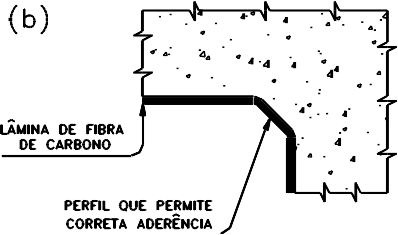 (b)
LÂMINA DE FIBRA
DE CARBONO
PERFIL QUE PERMITE
CORRETA ADERÊNCIA